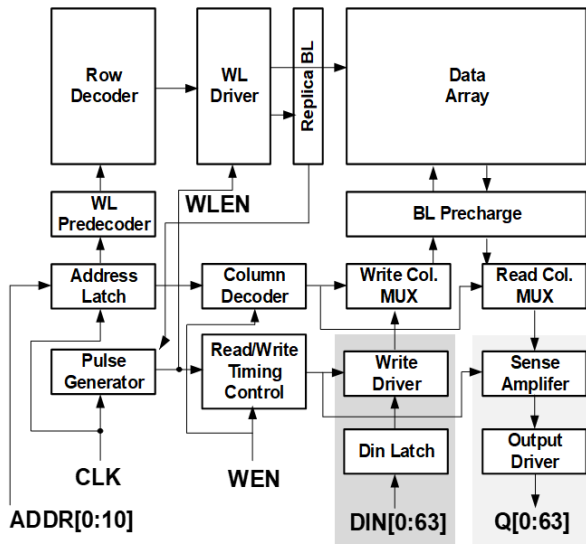 Row
Decoder
WL
Driver
Replica BL
Data
Array
WL
Predecoder
WLEN
BL Precharge
Address
Latch
Column
Decoder
Write Col.
MUX
Read Col.
MUX
Pulse
Generator
Read/Write
Timing
Control
Write
Driver
Sense
Amplifer
Din Latch
Output
Driver
CLK
WEN
ADDR[0:10]
DIN[0:63]
Q[0:63]